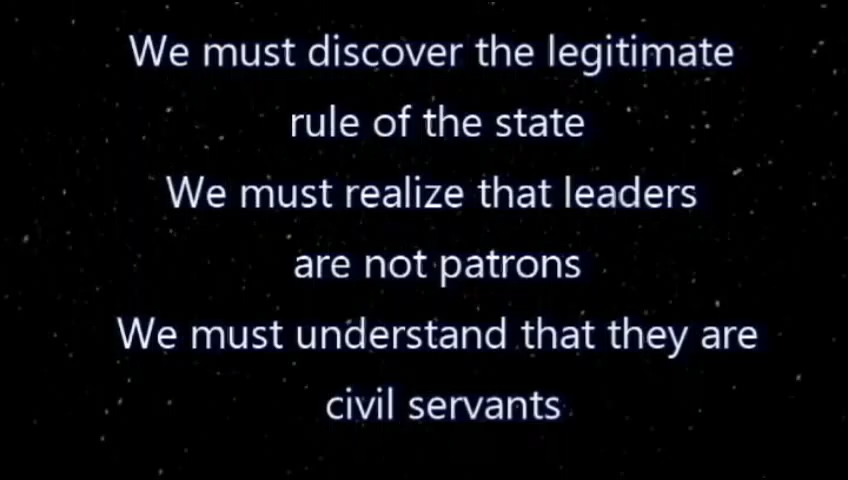 We must discover the legitimate
rule of the state
We must realize that leaders
are not patrons
We must understand that they are
civil servants